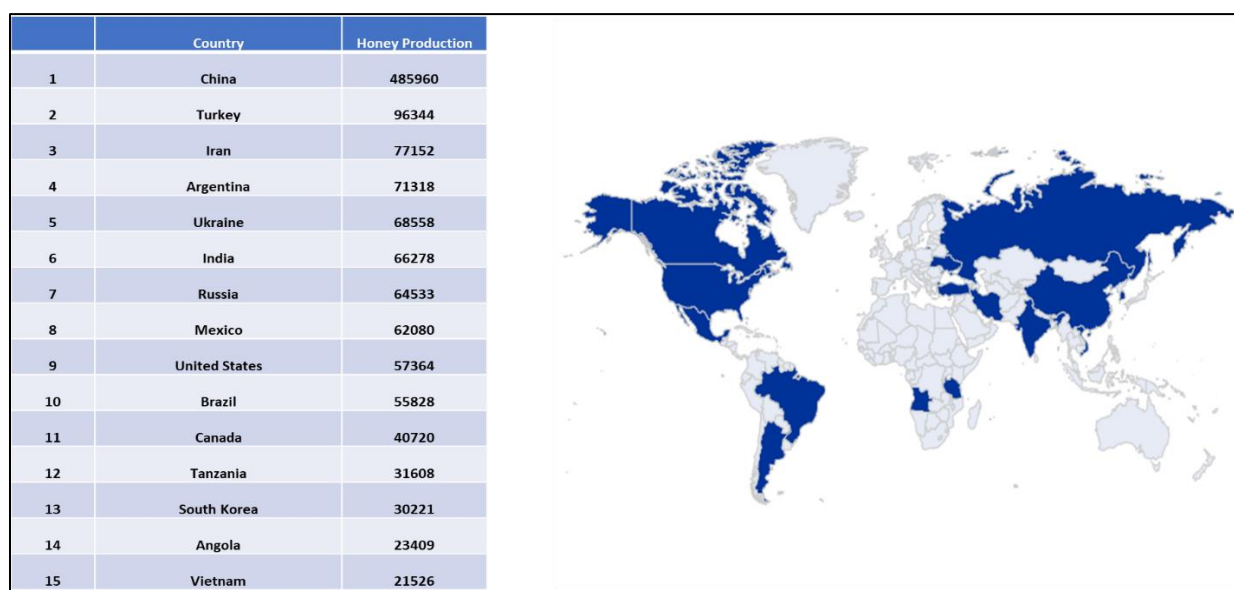 Country Honey Production
1 China 485960
2 Turkey 96344
3 Iran 77152
4 Argentina 71318
5 Ukraine 68558
6 India 66278
7 Russia 64533
8 Mexico 62080
9 United States 57364
10 Brazil 55828
11 Canada 40720
12 Tanzania 31608
13 South Korea 30221
14 Angola 23409
15 Vietnam 21526